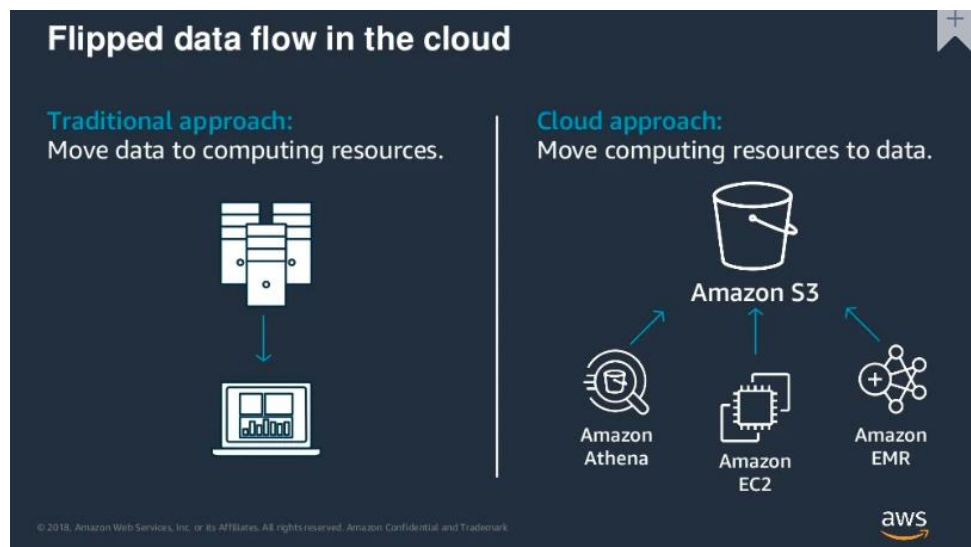 Flipped data flow in the cloud
Traditional approach:
Move data to computing resources.
Cloud approach:
Move computing resources to data.
Amazon S3
Amazon
Athena
Amazon
EC2
Amazon
EMR
© 2018, Amazon Web Services, Inc. or its Affiliates. All rights reserved. Amazon Confidential and Trademark
aws